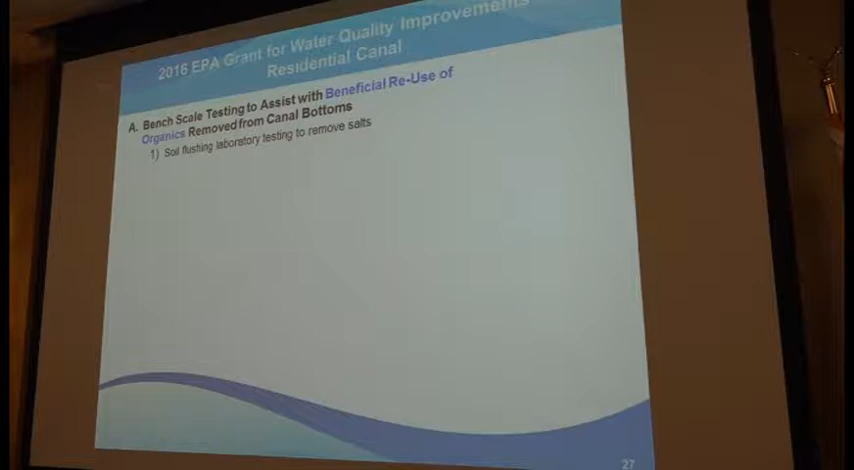 2016 EPA Grant for Water Quality Improvements
Residential Canal
A. Bench Scale Testing to Assist with Beneficial Re-Use of
Organics Removed from Canal Bottoms
1) Soil flushing laboratory testing to remove salts
27